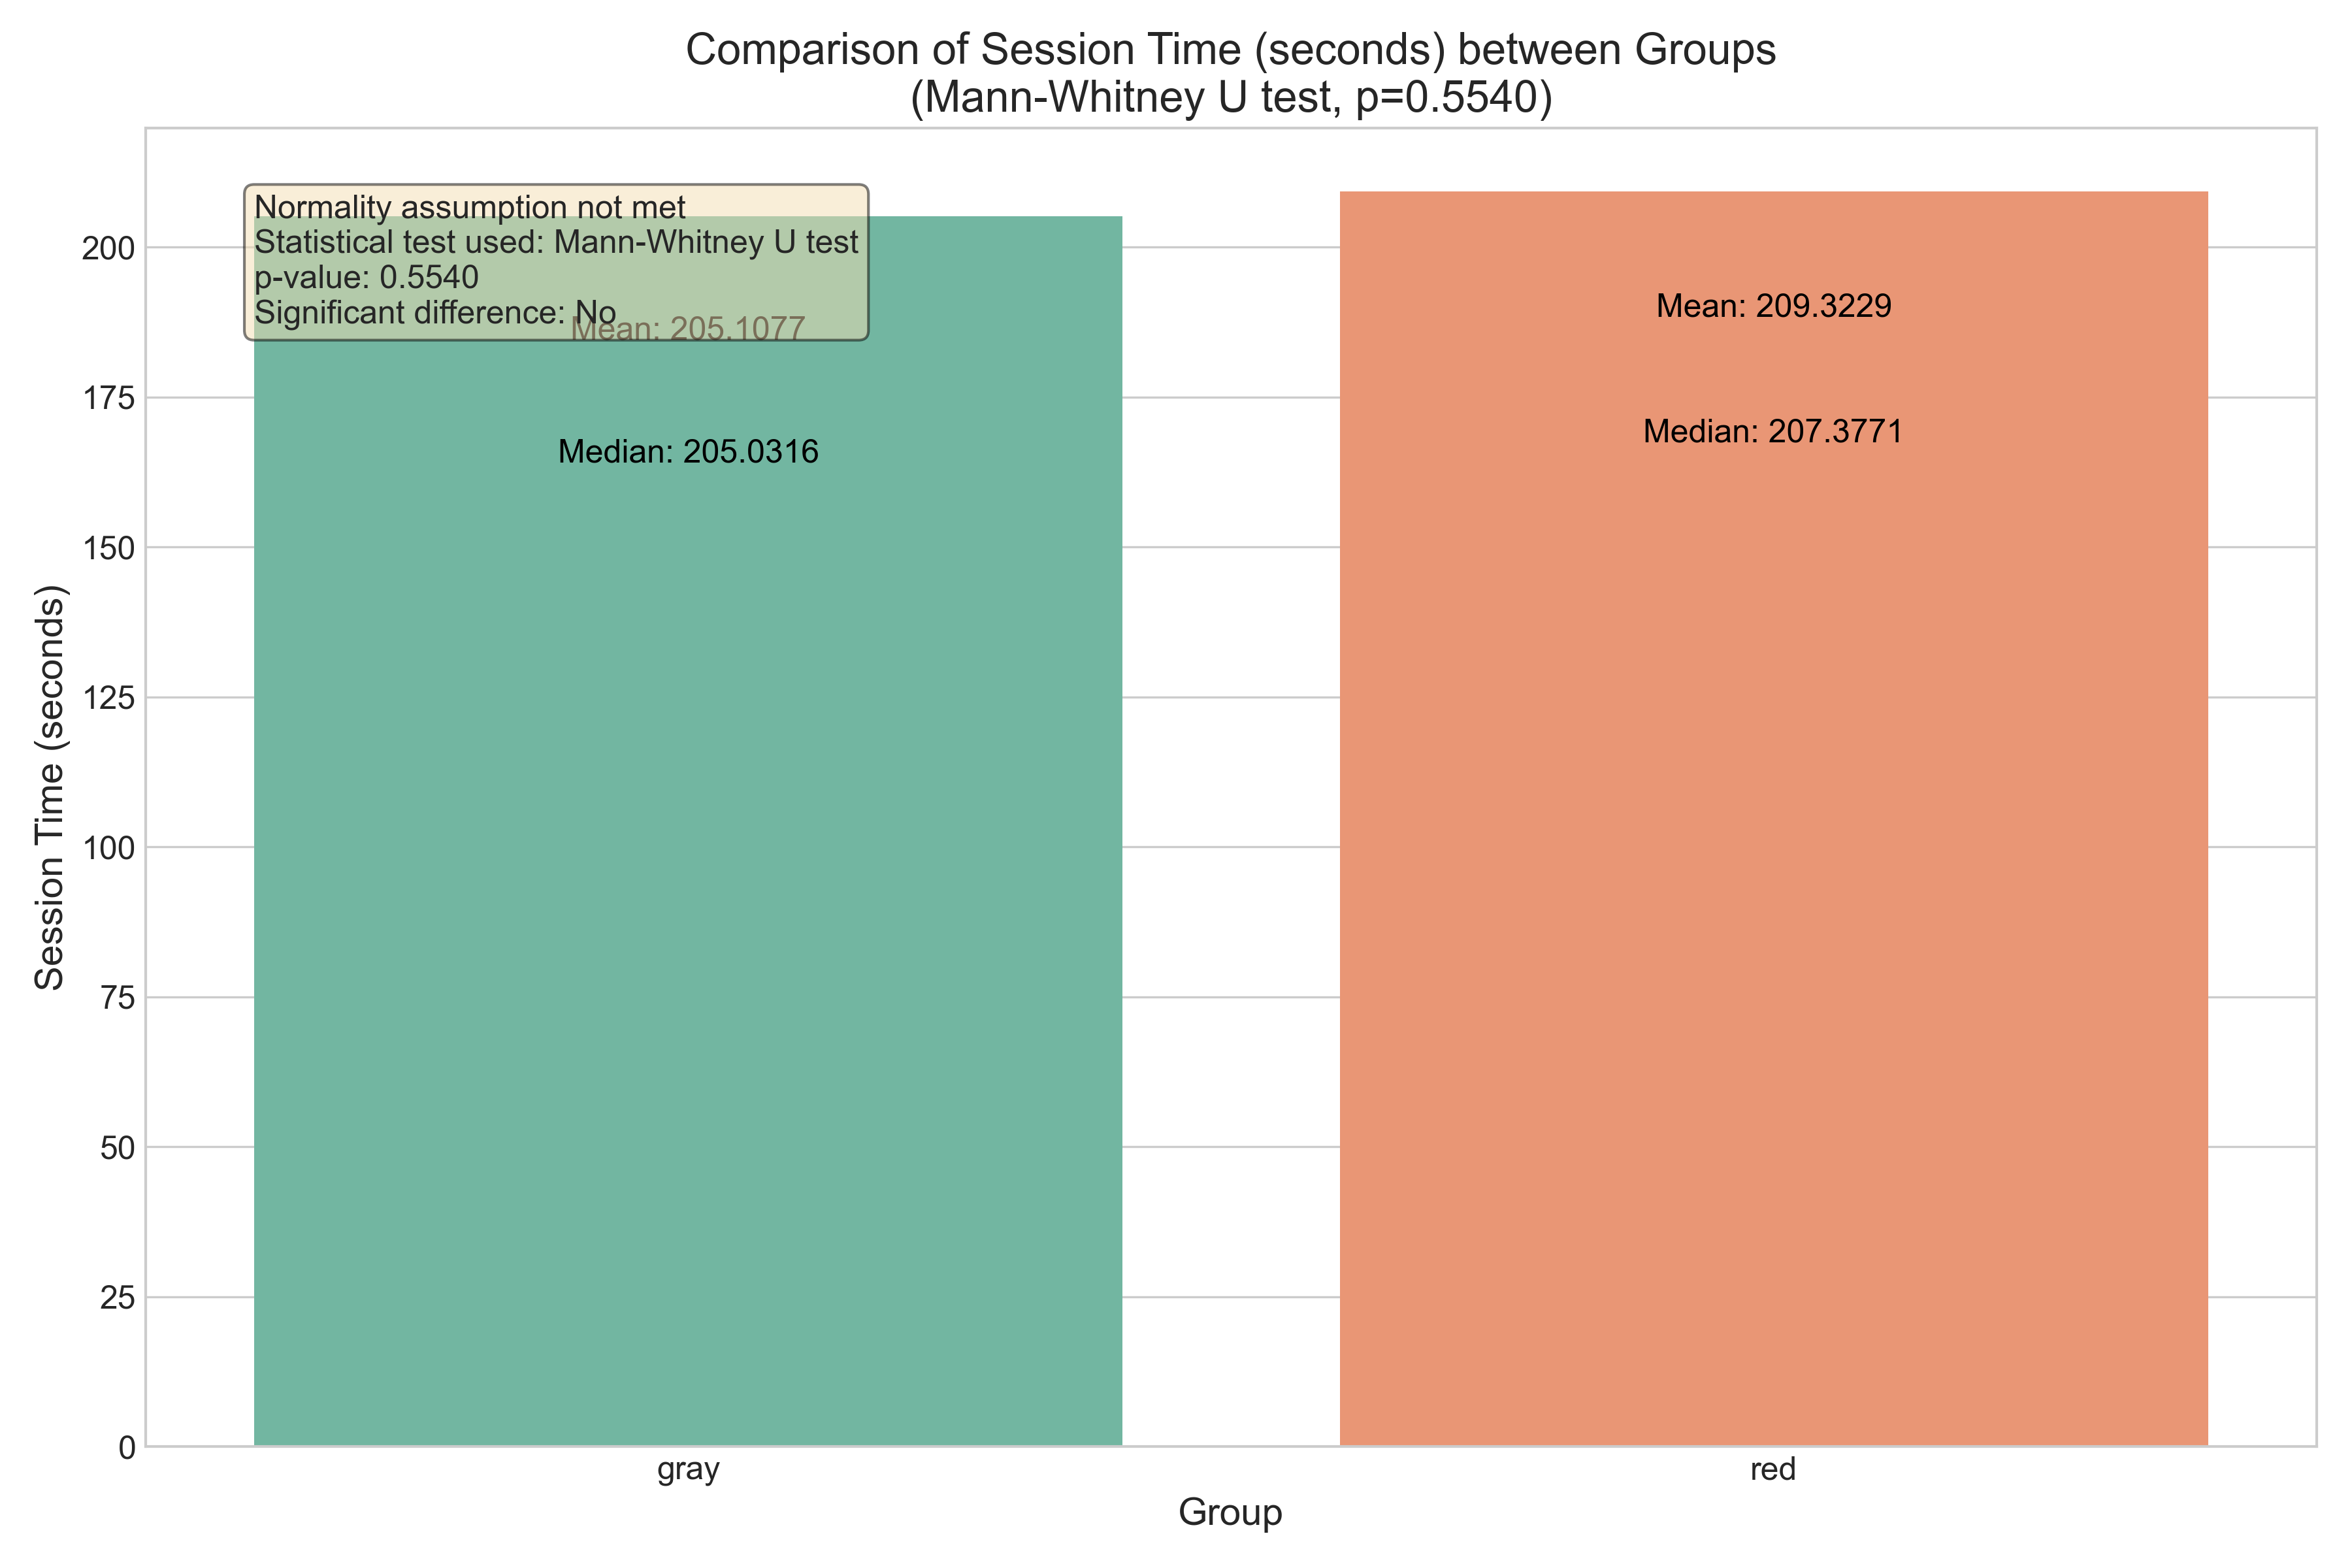 Comparison of Session Time (seconds) between Groups
(Mann-Whitney U test, p=0.5540)
Normality assumption not met
Statistical test used: Mann-Whitney U test
p-value: 0.5540
Significant difference: No
Mean: 205.1077
Median: 205.0316
Mean: 209.3229
Median: 207.3771
Session Time (seconds)
200
175
150
125
100
75
50
25
0
gray
red
Group